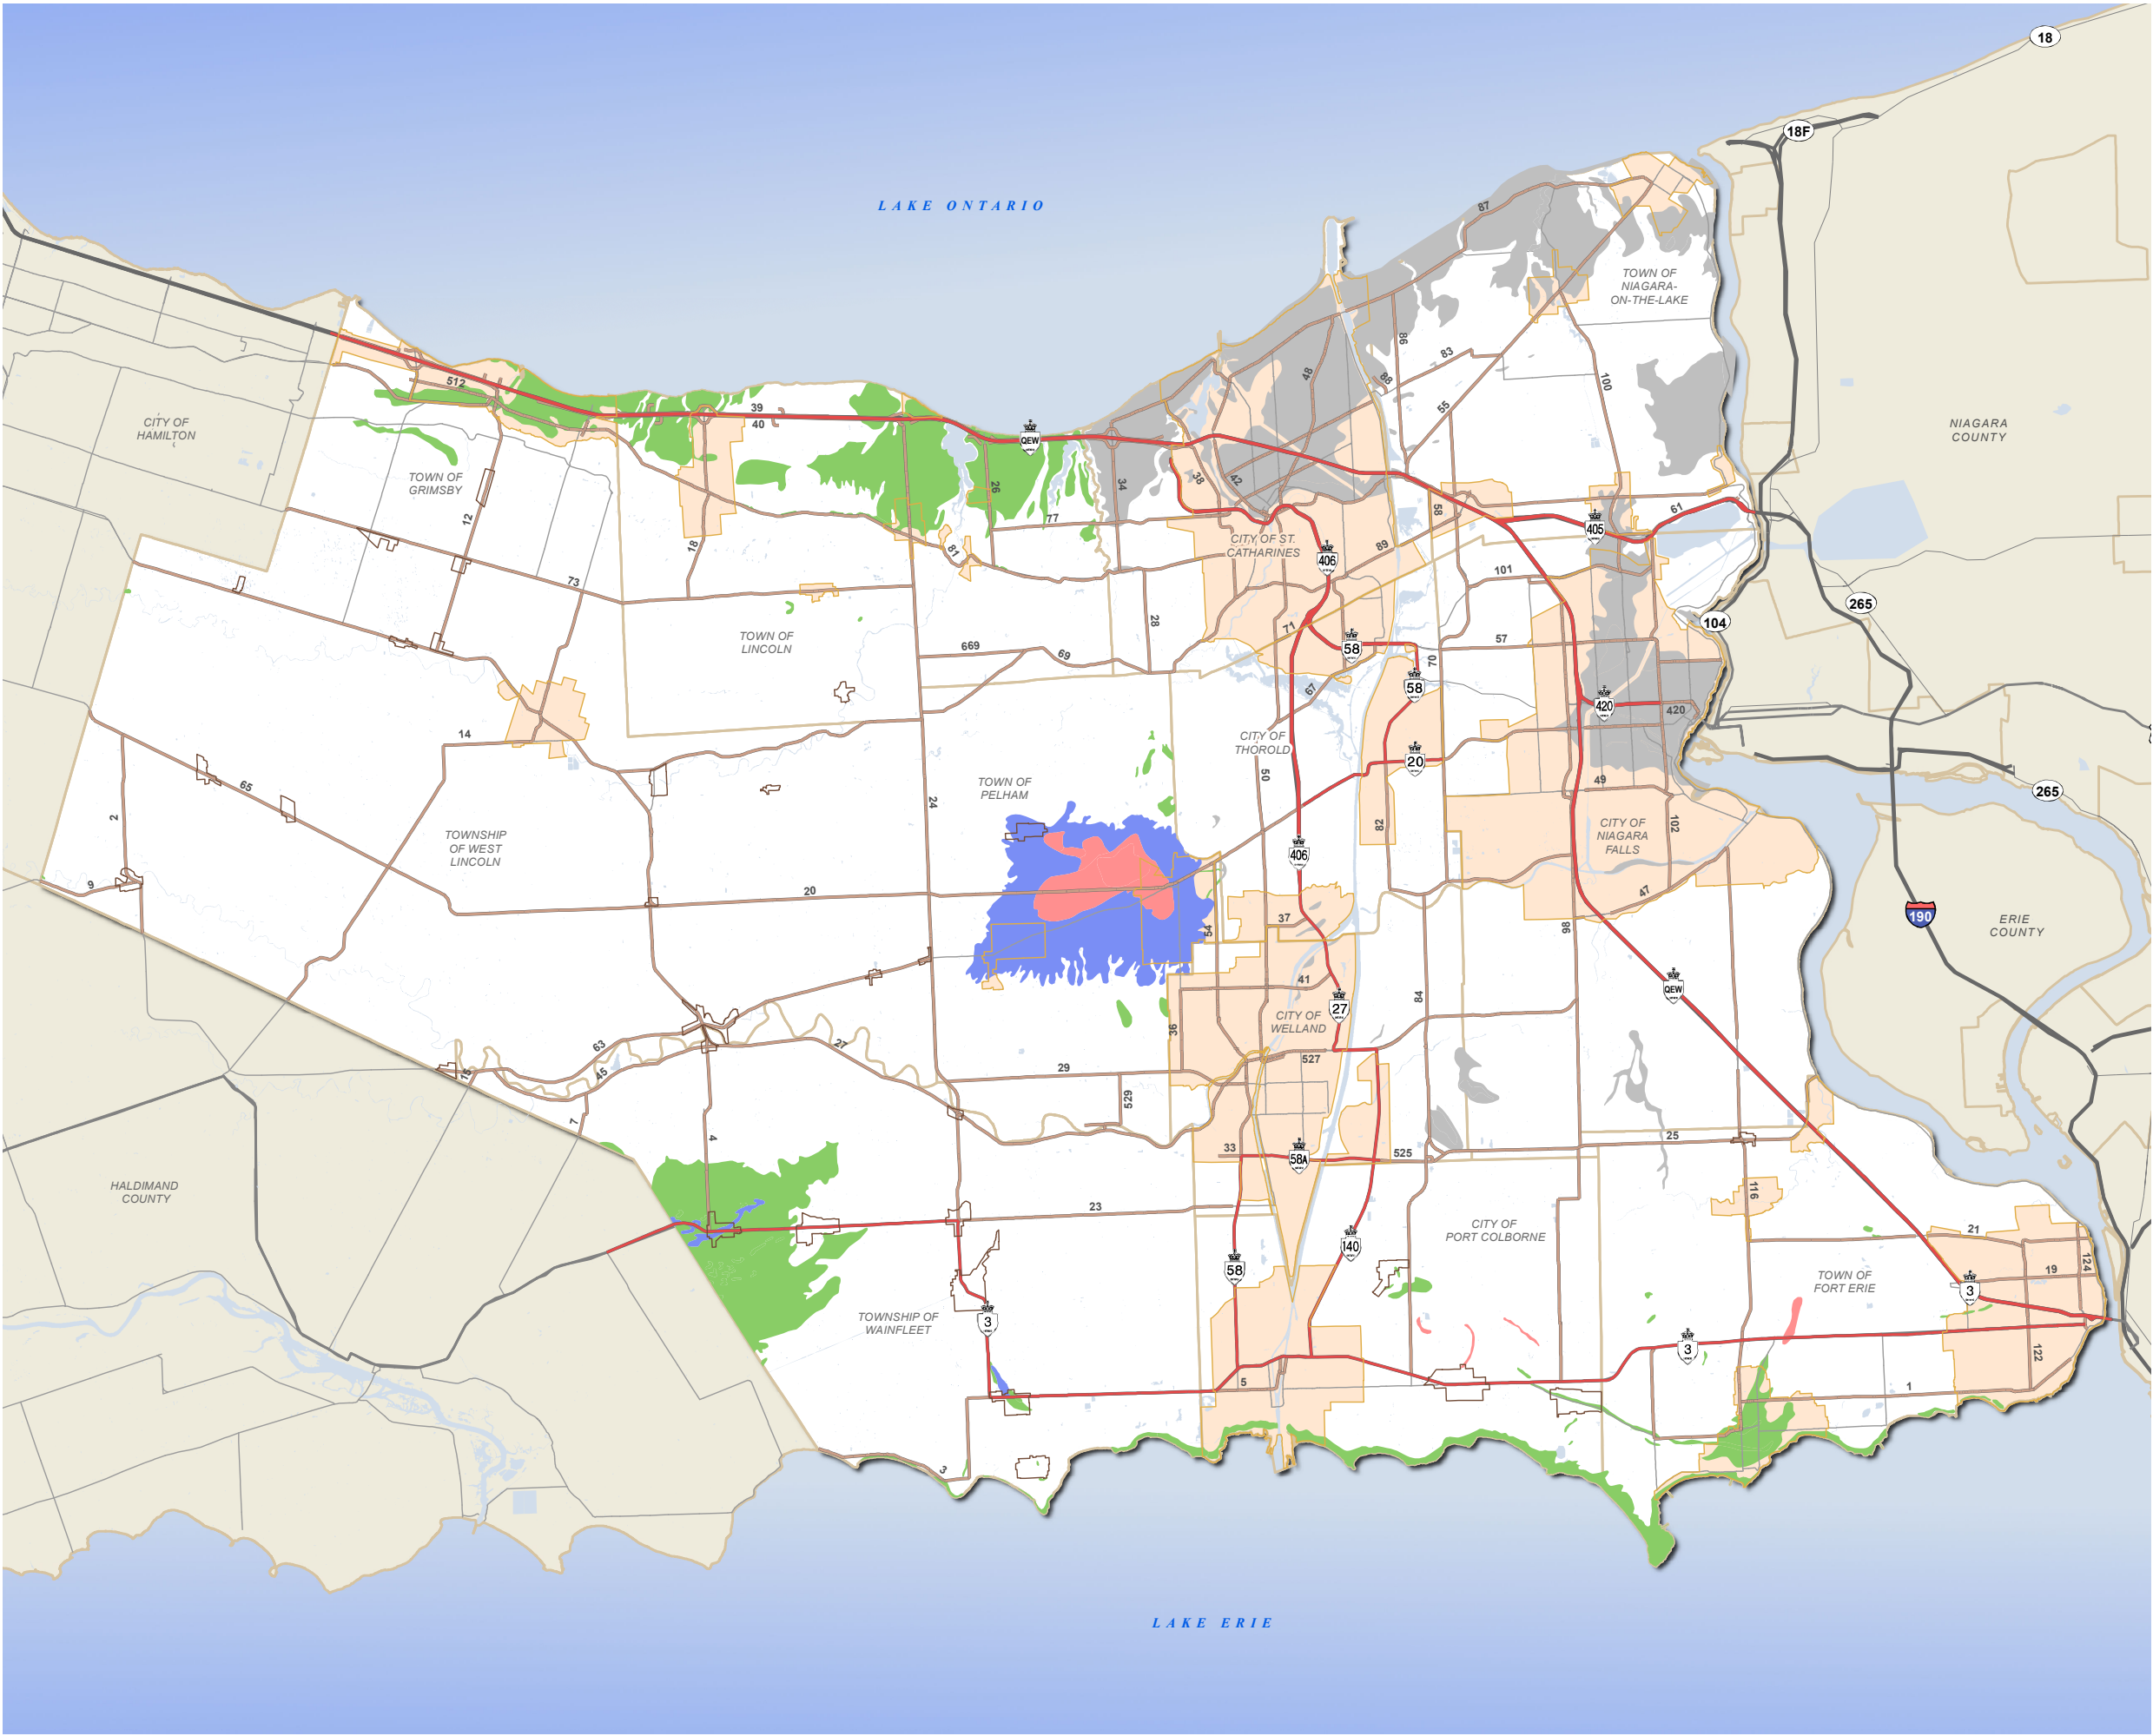 18
18F
LAKE ONTARIO
87
TOWN OF
NIAGARA-
ON-THE-LAKE
86
48
83
88
100
512
39
40
55
CITY OF
HAMILTON
QEW
NIAGARA
COUNTY
TOWN OF
GRIMSBY
38
42
26
34
58
61
12
77
405
18
81
CITY OF ST.
CATHARINES
89
406
73
101
265
28
104
71
TOWN OF
LINCOLN
669
69
58
57
70
58
67
420
420
14
CITY OF
THOROLD
20
65
TOWN OF
PELHAM
50
49
265
2
24
82
102
TOWNSHIP
OF WEST
LINCOLN
CITY OF
NIAGARA
FALLS
406
9
20
47
190
37
54
98
ERIE
COUNTY
41
QEW
84
27
36
CITY OF
WELLAND
63
27
527
15
45
29
529
7
4
33
58A
525
25
HALDIMAND
COUNTY
116
23
CITY OF
PORT COLBORNE
21
140
58
124
19
TOWN OF
FORT ERIE
3
TOWNSHIP OF
WAINFLEET
3
3
122
5
1
3
LAKE ERIE